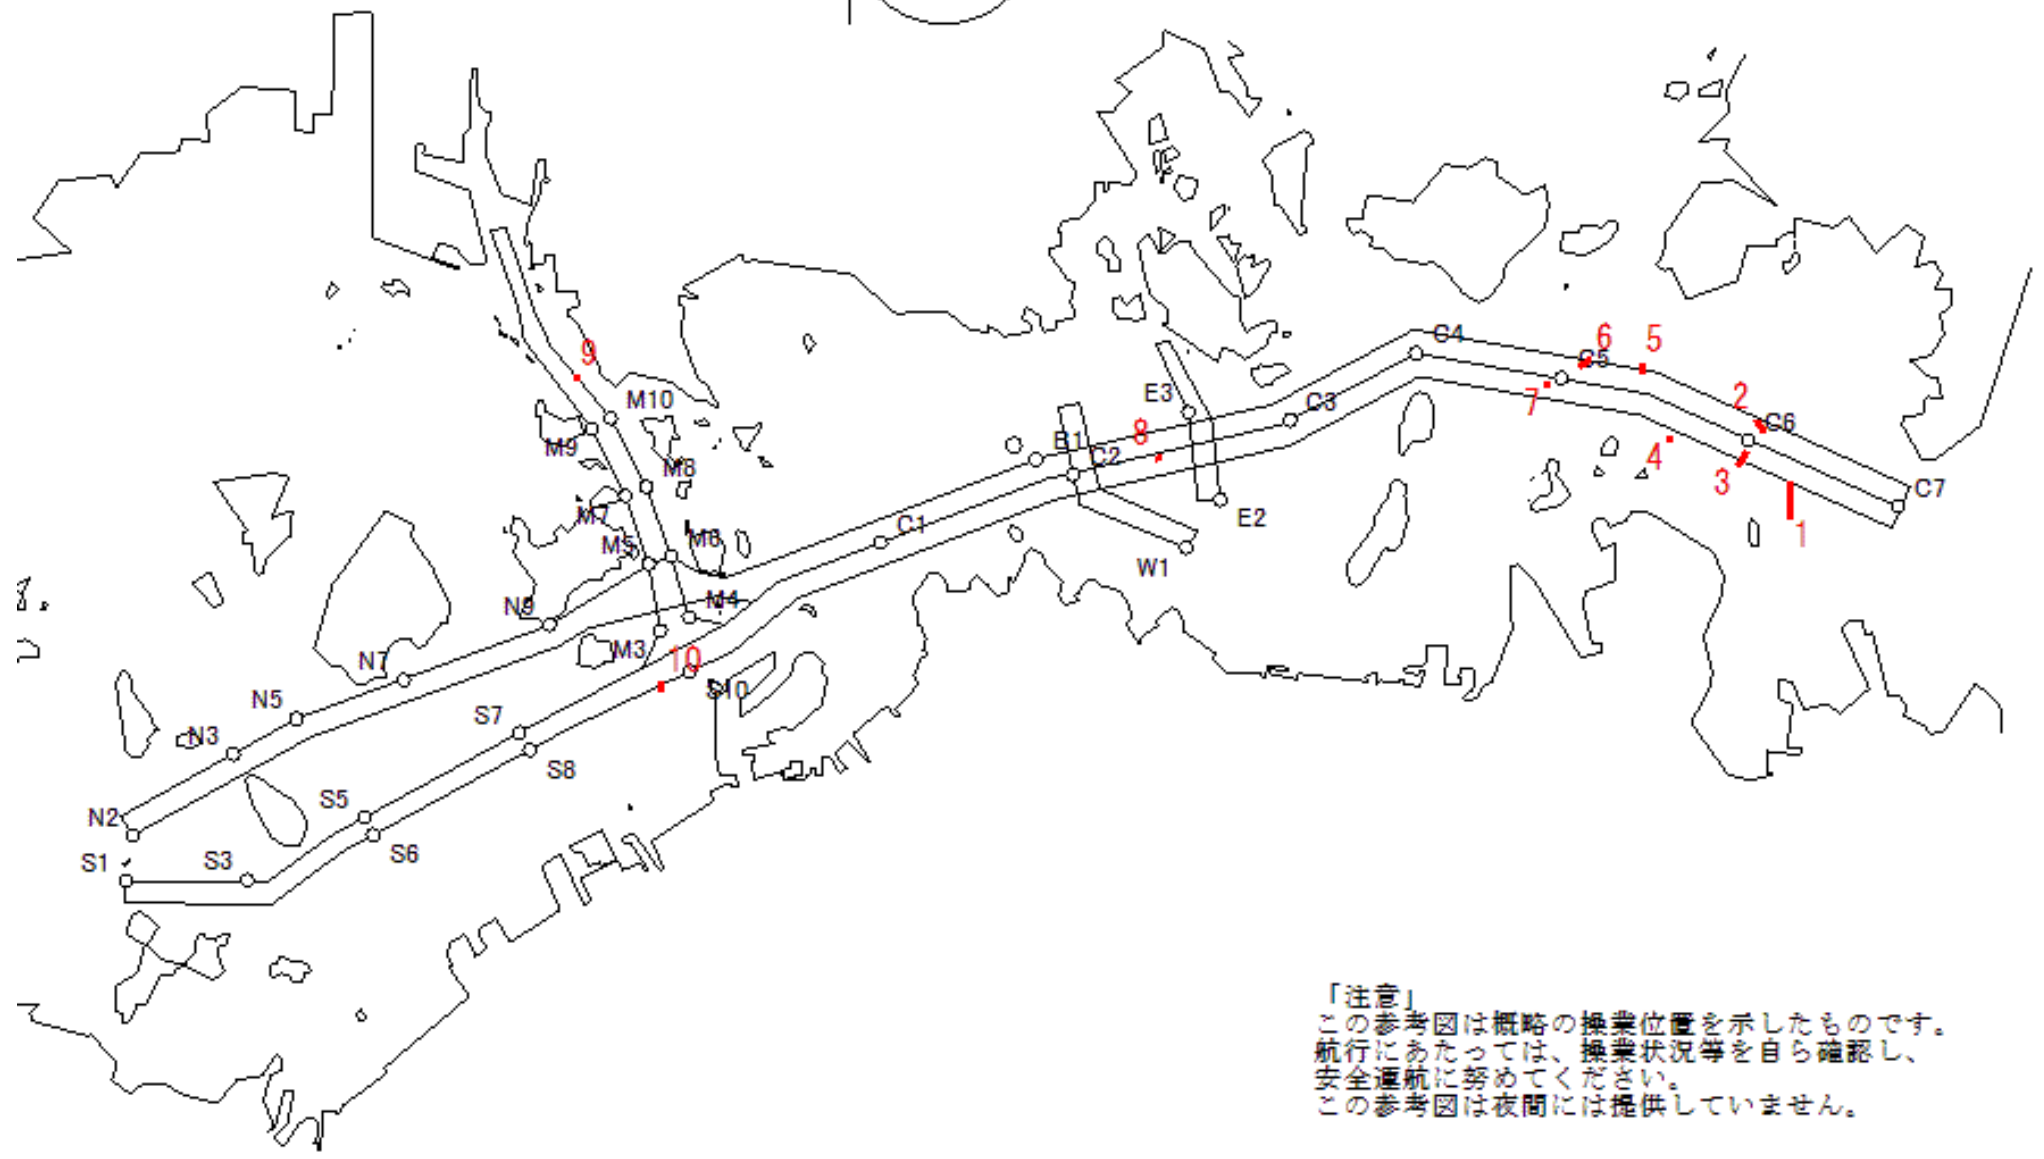 C4
6
5
C5
9
7
2
C6
M10
E3
C3
8
B1
M9
C2
4
M8
3
C7
M7
E2
1
C1
M5
M6
W1
N9
M4
M3
N7
10
S10
N5
S7
N3
S8
S5
N2
S6
S1
S3
「注意」
この参考図は概略の操業位置を示したものです。
航行にあたっては、操業状況等を自ら確認し、
安全運航に努めてください。
この参考図は夜間には提供していません。